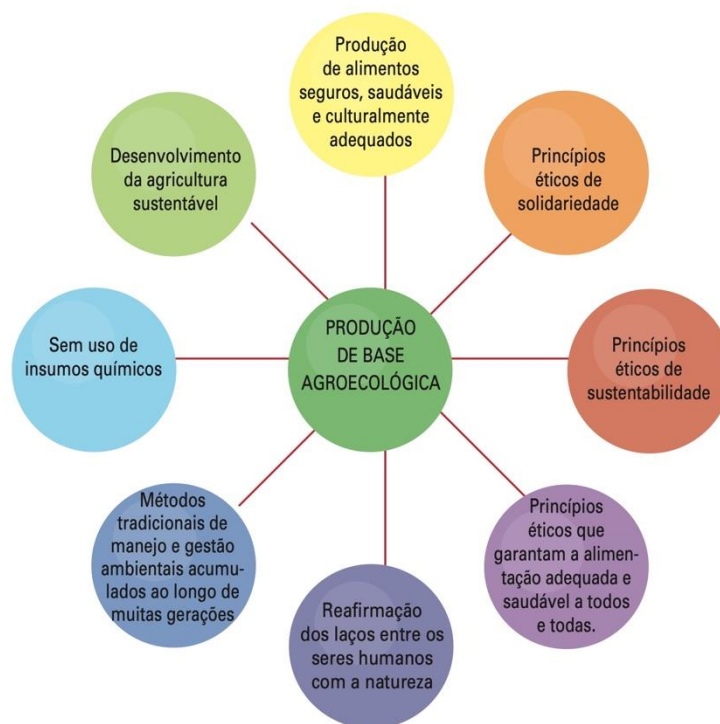 Produção
de alimentos
seguros, saudáveis
e culturalmente
adequados
Princípios
éticos de
solidariedade
Princípios
éticos de
sustentabilidade
Princípios
éticos que
garantam a alimen-
tação adequada e
saudável a todos
e todas.
Reafirmação
dos laços entre os
seres humanos
com a natureza
Métodos
tradicionais de
manejo e gestão
ambientais acumu-
lados ao longo de
muitas gerações
Sem uso de
insumos químicos
Desenvolvimento
da agricultura
sustentável
PRODUÇÃO
DE BASE
AGROECOLÓGICA